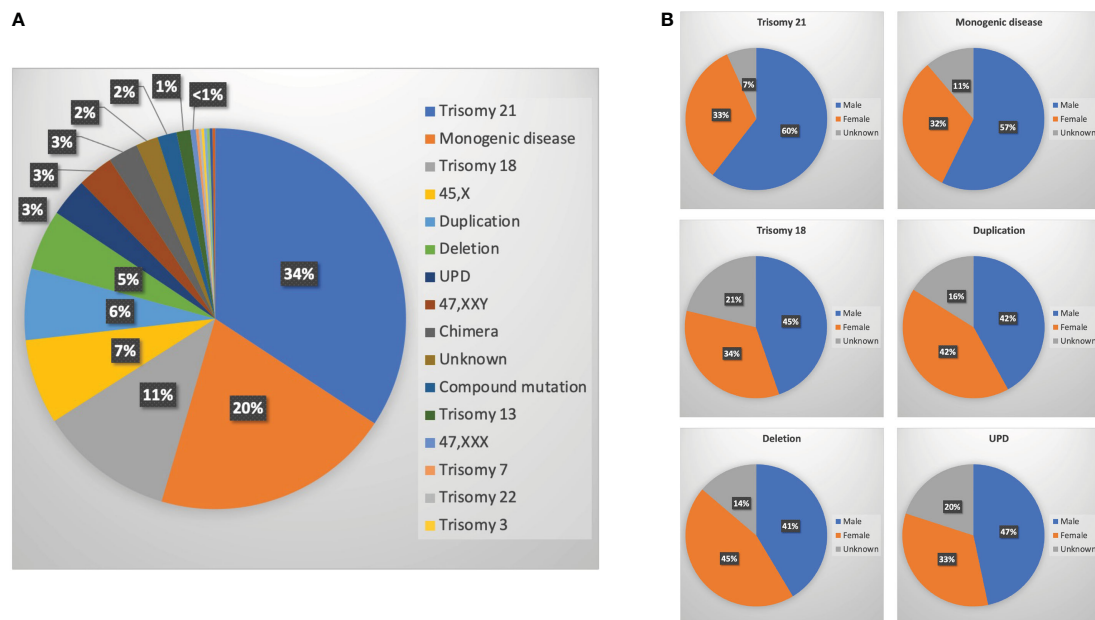 A
34%
20%
11%
7%
6%
5%
3%
3%
3%
2%
2%
1%
<1%
Trisomy 21
Monogenic disease
Trisomy 18
45,X
Duplication
Deletion
UPD
47,XXY
Chimera
Unknown
Compound mutation
Trisomy 13
47,XXX
Trisomy 7
Trisomy 22
Trisomy 3
B
Trisomy 21
60%
33%
7%
Male
Female
Unknown
Monogenic disease
57%
32%
11%
Male
Female
Unknown
Trisomy 18
45%
34%
21%
Male
Female
Unknown
Duplication
42%
42%
16%
Male
Female
Unknown
Deletion
41%
45%
14%
Male
Female
Unknown
UPD
47%
33%
20%
Male
Female
Unknown